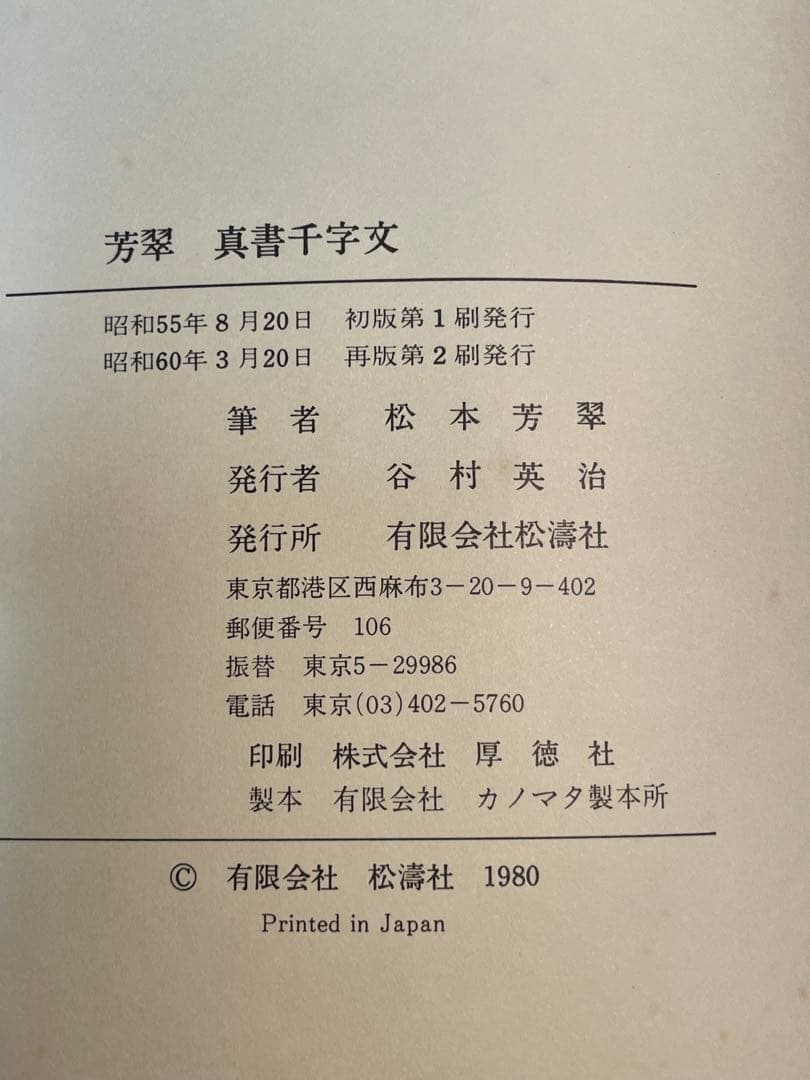 芳翠　真書千字文
昭和55年8月20日　初版第1刷発行
昭和60年3月20日　再版第2刷発行
筆者　松本芳翠
発行者　谷村英治
発行所　有限会社松濤社
東京都港区西麻布3－20－9－402
郵便番号　106
振替　東京5－29986
電話　東京(03)402－5760
印刷　株式会社　厚徳社
製本　有限会社　カノマタ製本所
© 有限会社　松濤社　1980
Printed in Japan